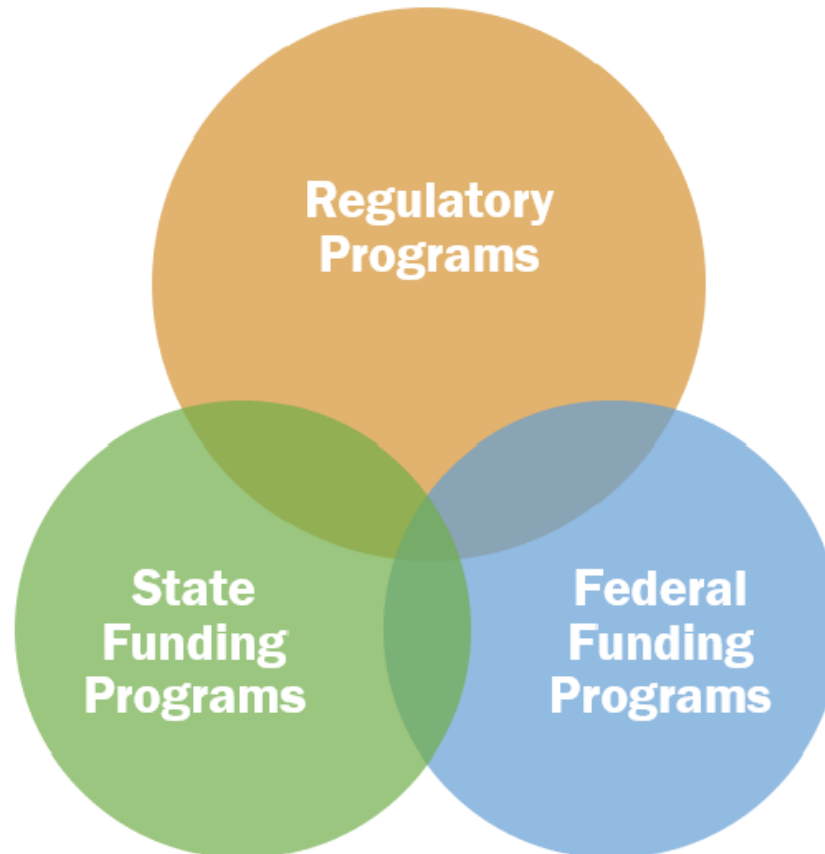 Regulatory
Programs
State
Funding
Programs
Federal
Funding
Programs